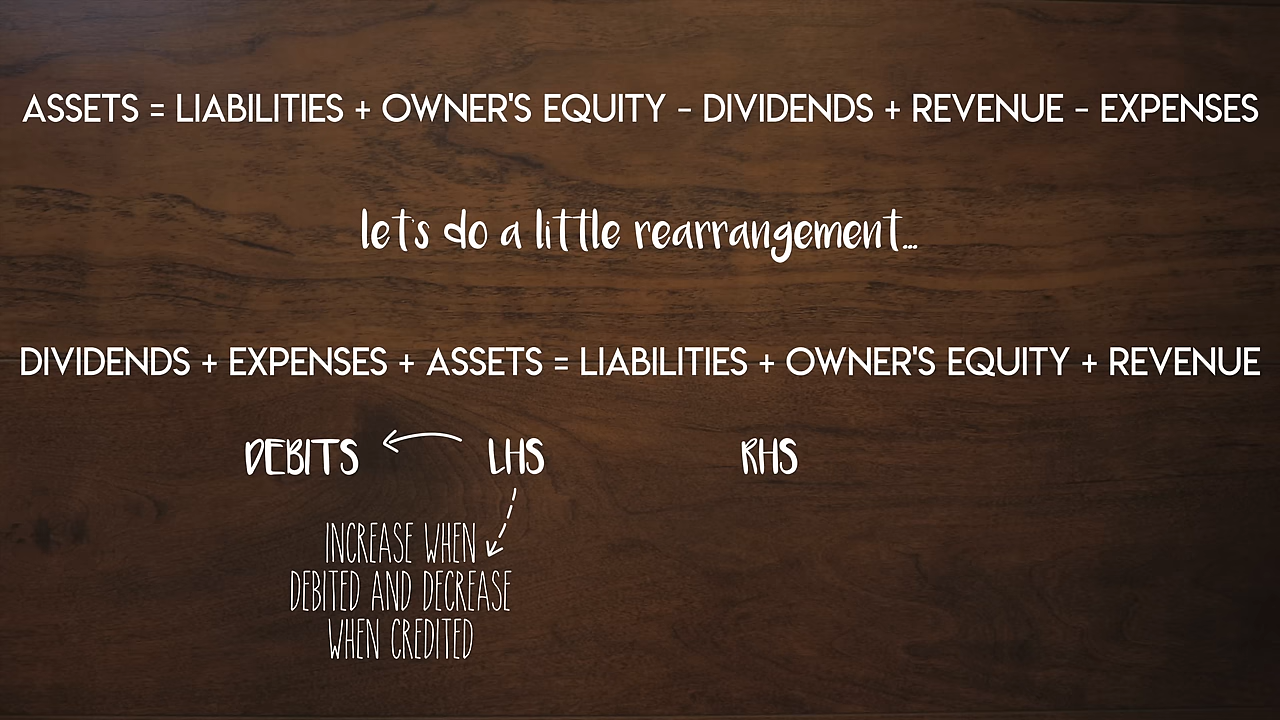 ASSETS = LIABILITIES + OWNER'S EQUITY - DIVIDENDS + REVENUE - EXPENSES
let's do a little rearrangement...
DIVIDENDS + EXPENSES + ASSETS = LIABILITIES + OWNER'S EQUITY + REVENUE
DEBITS LHS RHS
INCREASE WHEN
DEBITED AND DECREASE
WHEN CREDITED